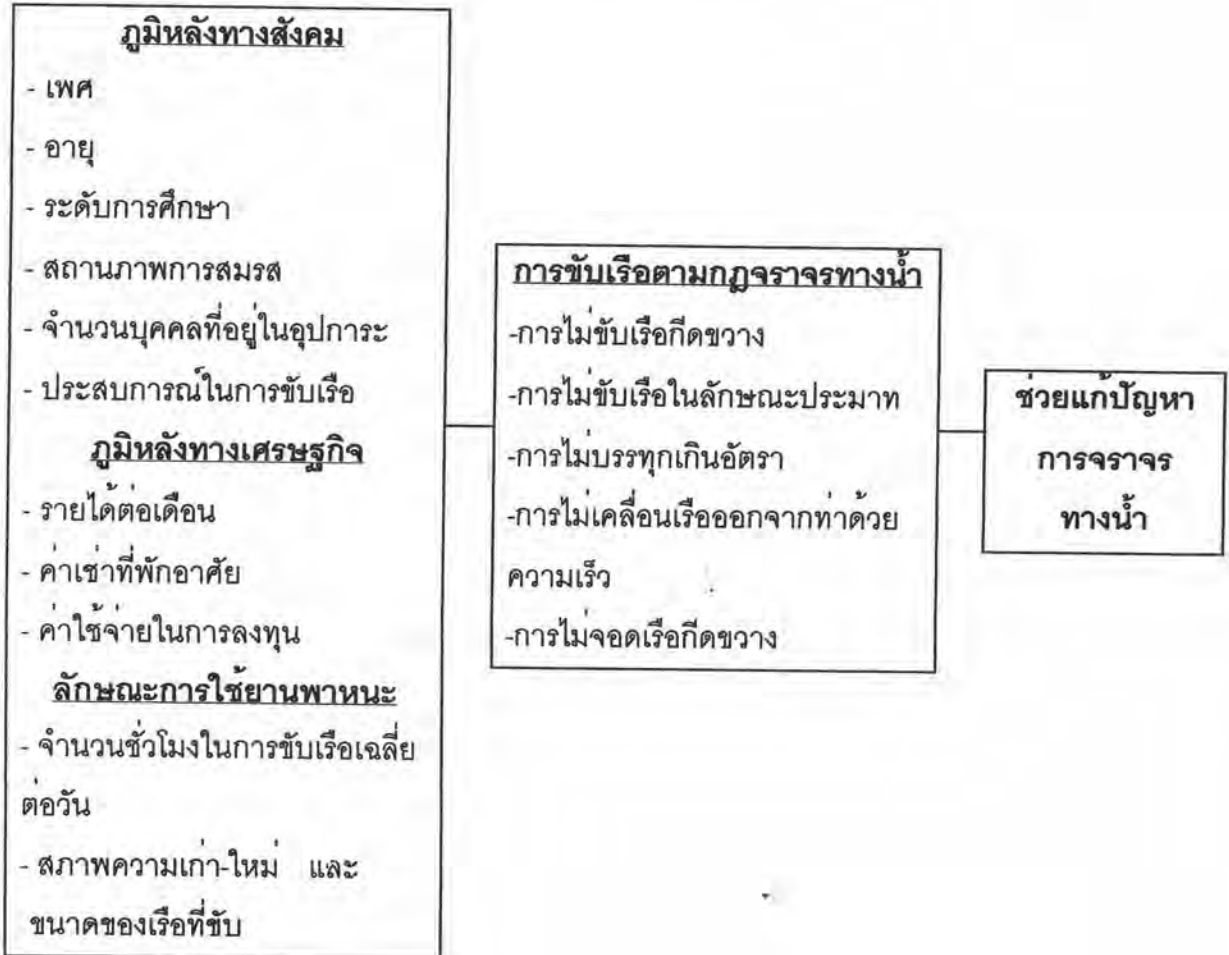 ภูมิหลังทางสังคม
- เพศ
- อายุ
- ระดับการศึกษา
- สถานภาพการสมรส
- จำนวนบุคคลที่อยู่ในอุปการะ
- ประสบการณ์ในการขับเรือ
ภูมิหลังทางเศรษฐกิจ
- รายได้ต่อเดือน
- ค่าเช่าที่พักอาศัย
- ค่าใช้จ่ายในการลงทุน
ลักษณะการใช้ยานพาหนะ
- จำนวนชั่วโมงในการขับเรือเฉลี่ย
ต่อวัน
- สภาพความเก่า-ใหม่ และ
ขนาดของเรือที่ขับ
การขับเรือตามกฎจราจรทางน้ำ
-การไม่ขับเรือกีดขวาง
-การไม่ขับเรือในลักษณะประมาท
-การไม่บรรทุกเกินอัตรา
-การไม่เคลื่อนเรือออกจากท่าด้วย
ความเร็ว
-การไม่จอดเรือกีดขวาง
ช่วยแก้ปัญหา
การจราจร
ทางน้ำ